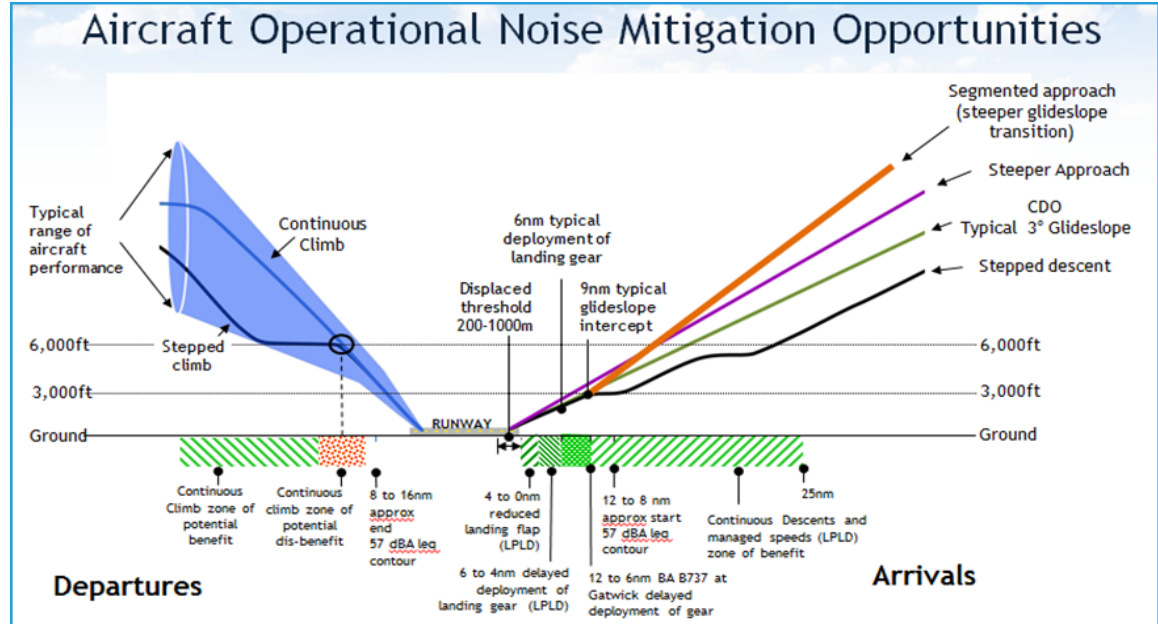 Aircraft Operational Noise Mitigation Opportunities
Segmented approach
(steeper glideslope
transition)
Steeper Approach
CDO
Typical 3° Glideslope
Stepped descent
Typical
range of
aircraft
performance
Continuous
Climb
6nm typical
deployment of
landing gear
Displaced
threshold
200-1000m
9nm typical
glideslope
intercept
Stepped
climb
6,000ft
6,000ft
3,000ft
3,000ft
RUNWAY
Ground
Ground
Continuous
Climb zone of
potential
benefit
Continuous
climb zone of
potential
dis-benefit
8 to 16nm
approx
end
57 dBA leq
contour
4 to 0nm
reduced
landing flap
(LPLD)
6 to 4nm delayed
deployment of
landing gear (LPLD)
12 to 8 nm
approx start
57 dBA leq
contour
12 to 6nm BA B737 at
Gatwick delayed
deployment of gear
25nm
Continuous Descents and
managed speeds (LPLD)
zone of benefit
Departures
Arrivals